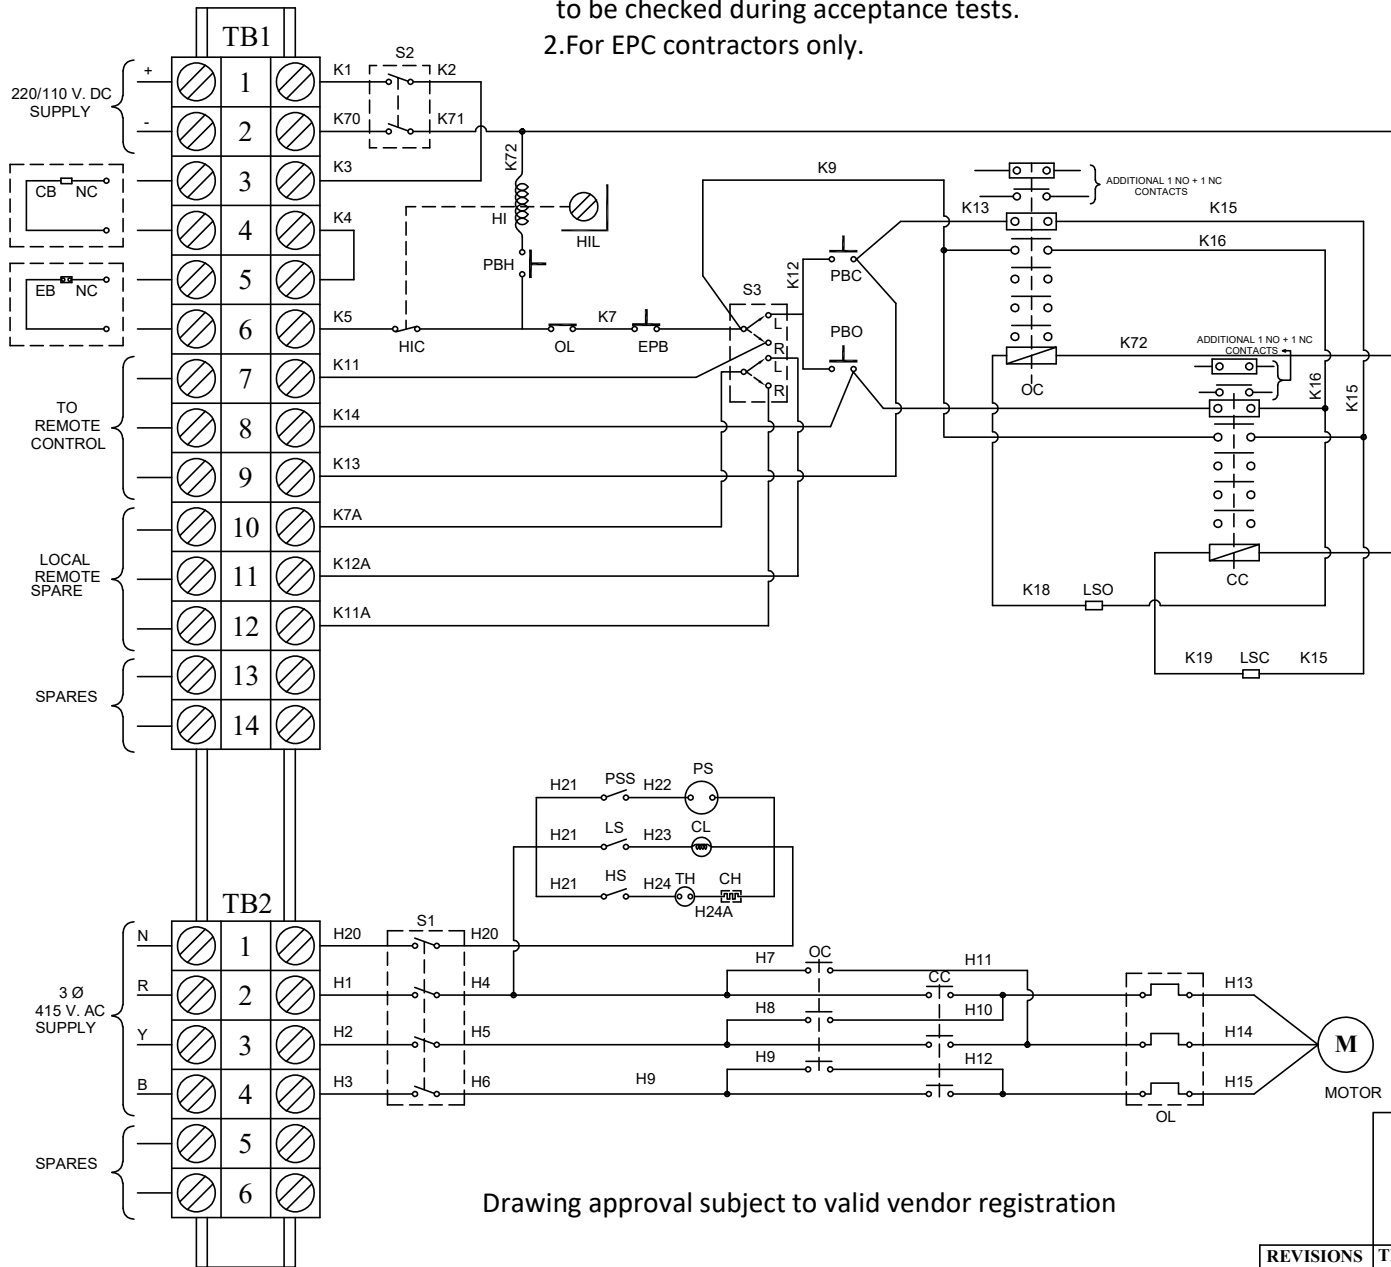 to be checked during acceptance tests.
2.For EPC contractors only.
TB1
220/110 V. DC
SUPPLY
+
-
1
2
3
4
5
6
7
8
9
10
11
12
13
14
CB NC
EB NC
TO
REMOTE
CONTROL
LOCAL
REMOTE
SPARE
SPARES
K1
S2
K2
K70
K71
K3
K4
K5
K72
HI
HIL
PBH
HIC
OL
K7
EPB
S3
L
R
L
R
K9
K12
PBC
PBO
K11
K14
K13
K7A
K12A
K11A
K13
ADDITIONAL 1 NO + 1 NC
CONTACTS
K15
K16
OC
K72
ADDITIONAL 1 NO + 1 NC
CONTACTS
K16
K15
CC
K18 LSO
K19 LSC K15
H21 PSS H22 PS
H21 LS H23 CL
H21 HS H24 TH CH
H24A
TB2
N
R
Y
B
3 Ø
415 V. AC
SUPPLY
SPARES
1
2
3
4
5
6
H20 S1 H20
H1 H4
H2 H5
H3 H6
H9
H7 OC H11
CC
H8 H10
H9 H12
H13
H14
H15
OL
M
MOTOR
Drawing approval subject to valid vendor registration
REVISIONS